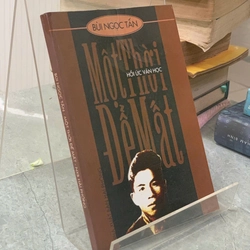 BÙI NGỌC TẤN
Một Thời
HỒI ỨC VĂN HỌC
Để Mất